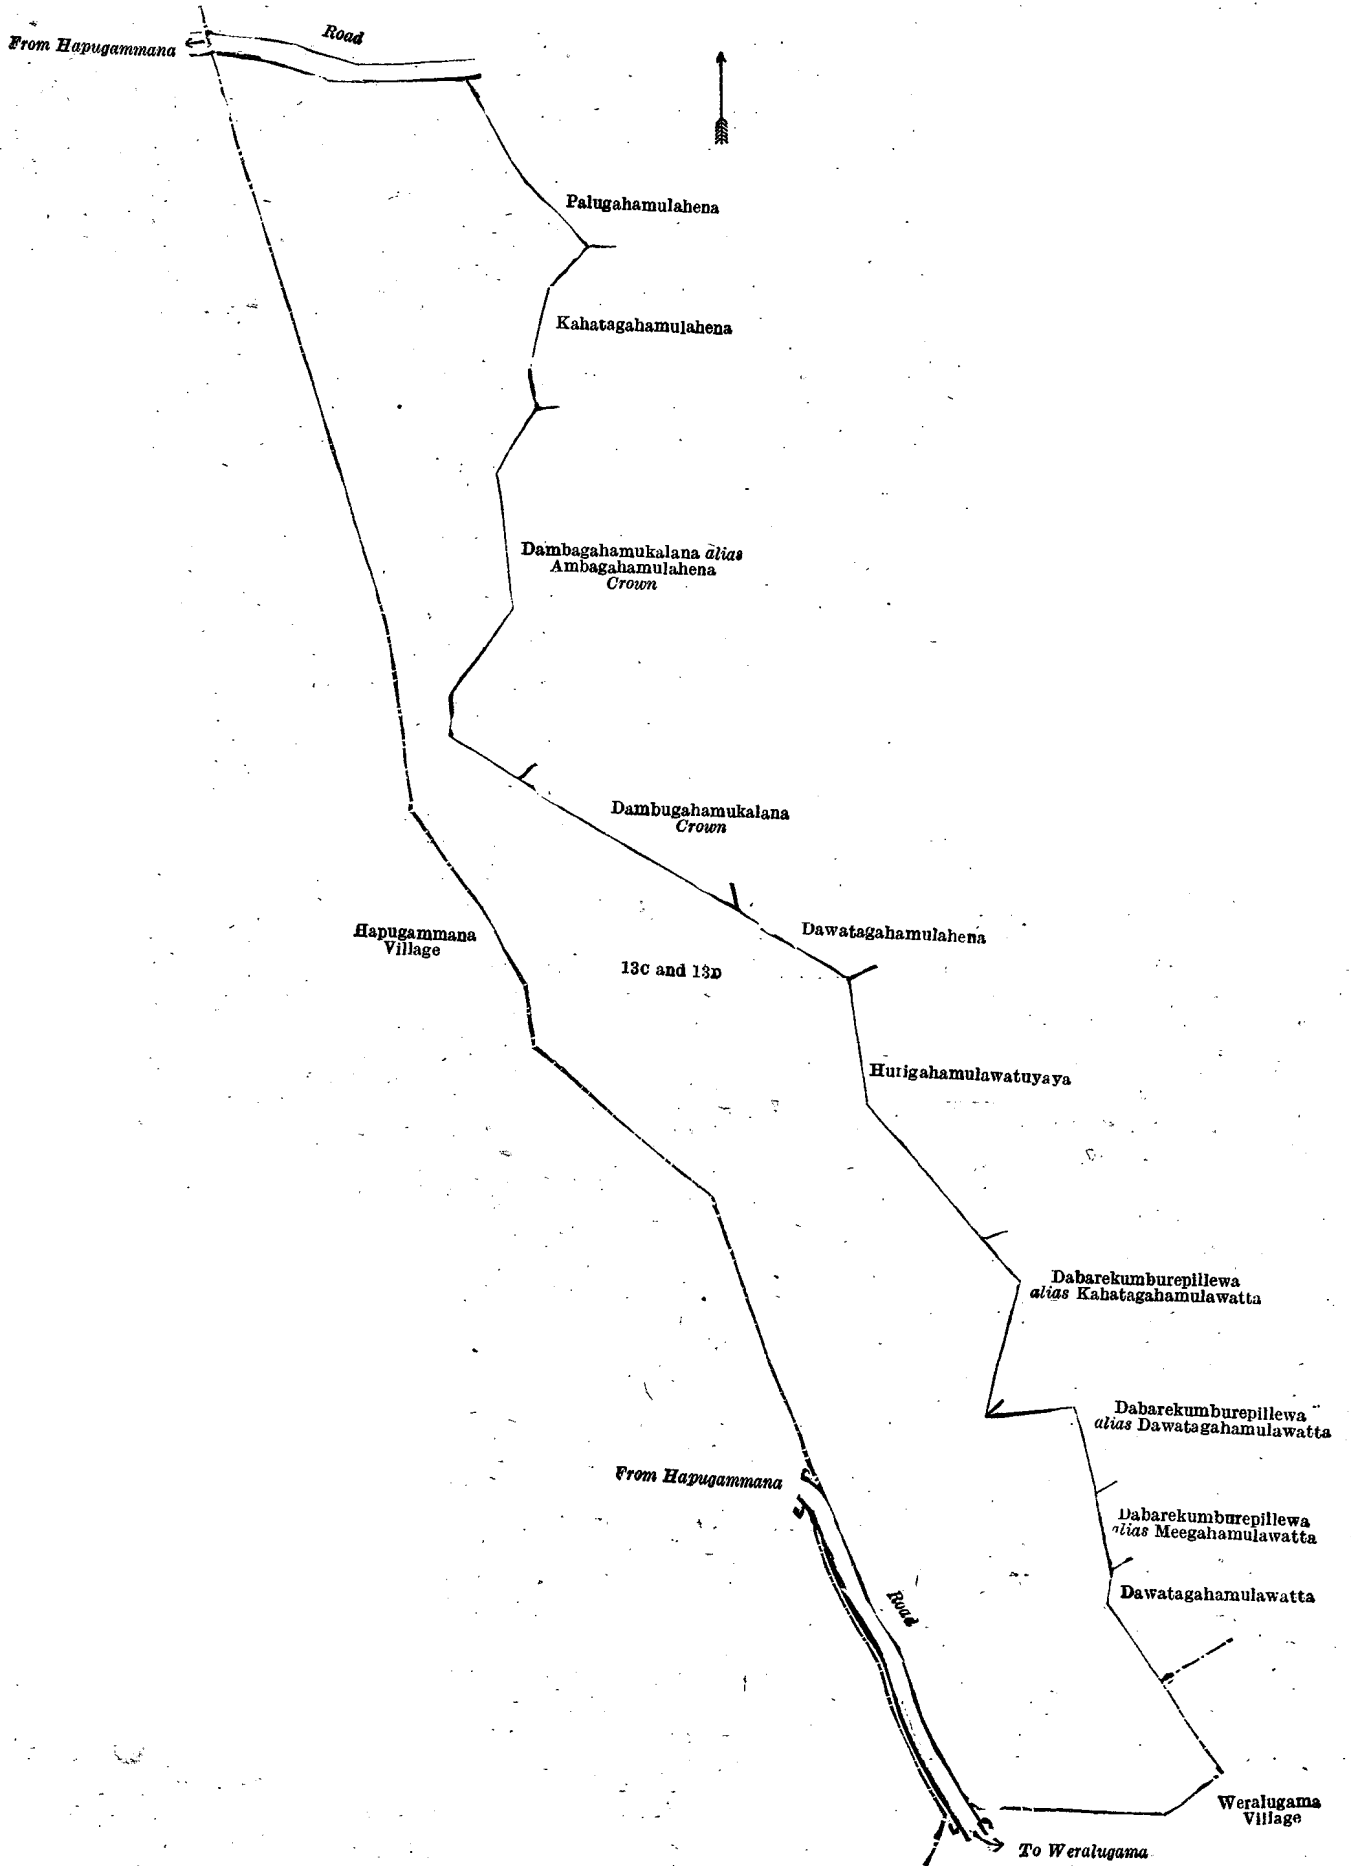 Road
From Hapugammana
Palugahamulahena
Kahatagahamulahena
Dambagahamukalana alias
Ambagahamulahena
Crown
Dambugahamukalana
Crown
Hapugammana
Village
Dawatagahamulahena
13C and 13D
Hurigahamulawatuyaya
Dabarekumburepillewa
alias Kahatagahamulawatta
Dabarekumburepillewa
alias Dawatagahamulawatta
From Hapugammana
Dabarekumburepillewa
alias Meegahamulawatta
Road
Dawatagahamulawatta
Weralugama
Village
To Weralugama